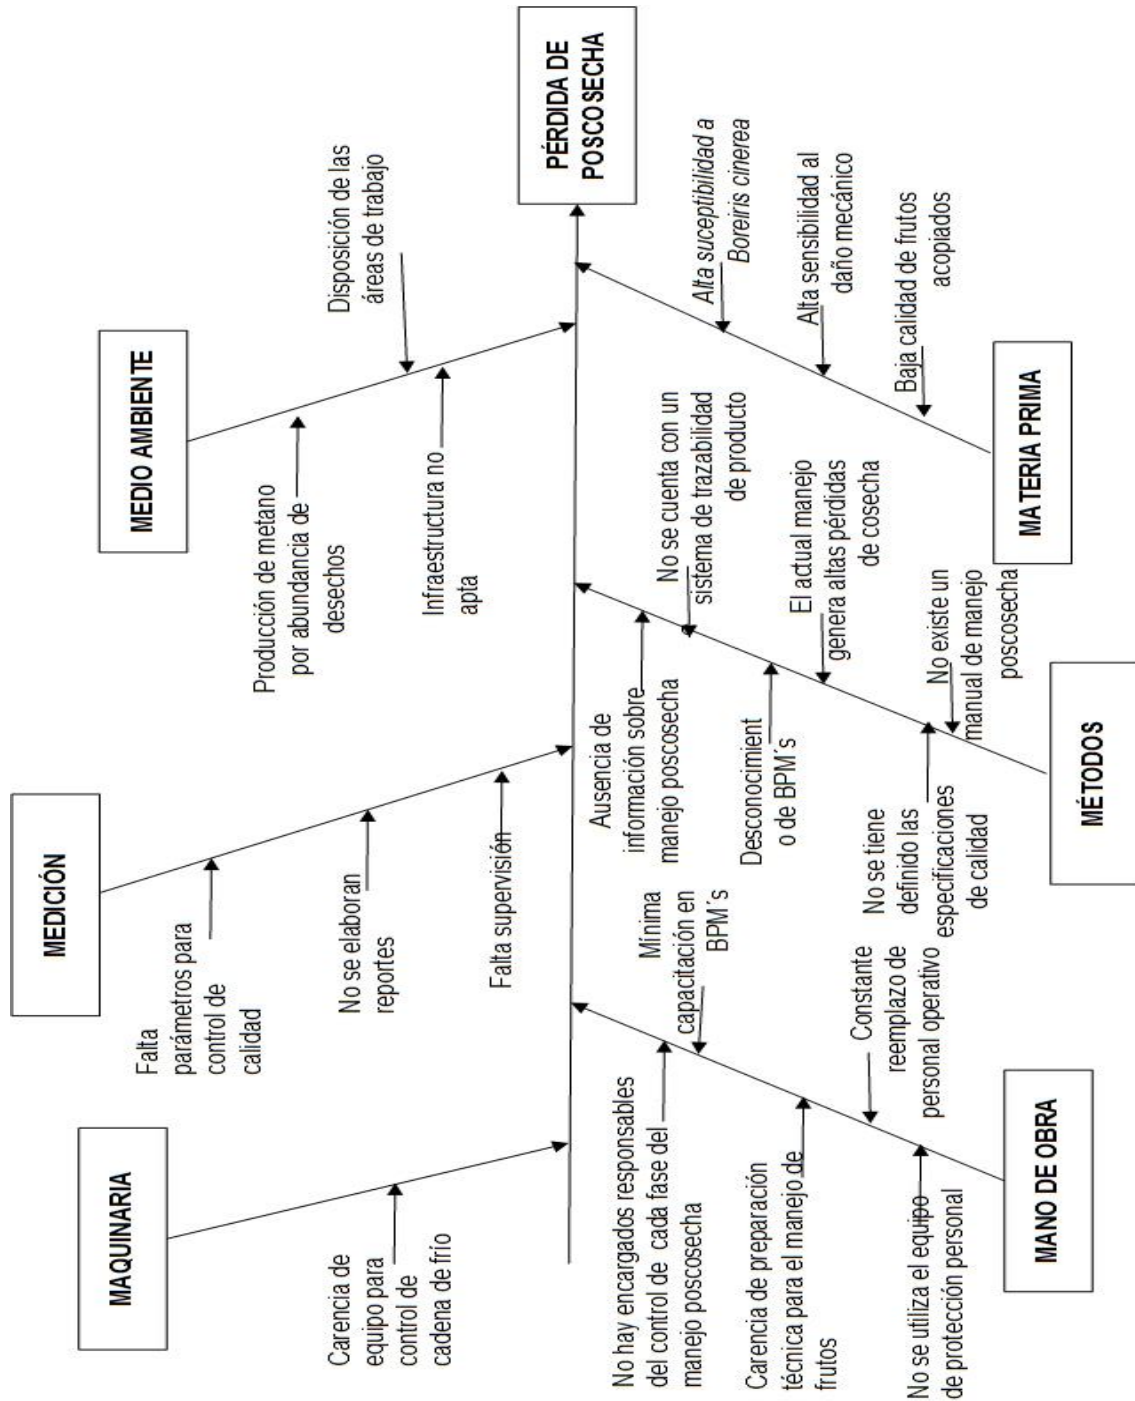 MAQUINARIA
Carencia de
equipo para
control de
cadena de frío
MEDICIÓN
Falta
parámetros para
control de
calidad
No se elaboran
reportes
Falta supervisión
MEDIO AMBIENTE
Producción de metano
por abundancia de
desechos
Disposición de las
áreas de trabajo
Infraestructura no
apta
PÉRDIDA DE
POSCOSECHA
No hay encargados responsables
del control de cada fase del
manejo poscosecha
Mínima
capacitación en
BPM´s
Carencia de preparación
técnica para el manejo de
frutos
Constante
reemplazo de
personal operativo
No se utiliza el equipo
de protección personal
MANO DE OBRA
Ausencia de
información sobre
manejo poscosecha
No se cuenta con un
sistema de trazabilidad
de producto
Desconocimient
o de BPM´s
El actual manejo
genera altas pérdidas
de cosecha
No se tiene
definido las
especificaciones
de calidad
No existe un
manual de manejo
poscosecha
MÉTODOS
Alta suceptibilidad a
Boreiris cinerea
Alta sensibilidad al
daño mecánico
Baja calidad de frutos
acopiados
MATERIA PRIMA